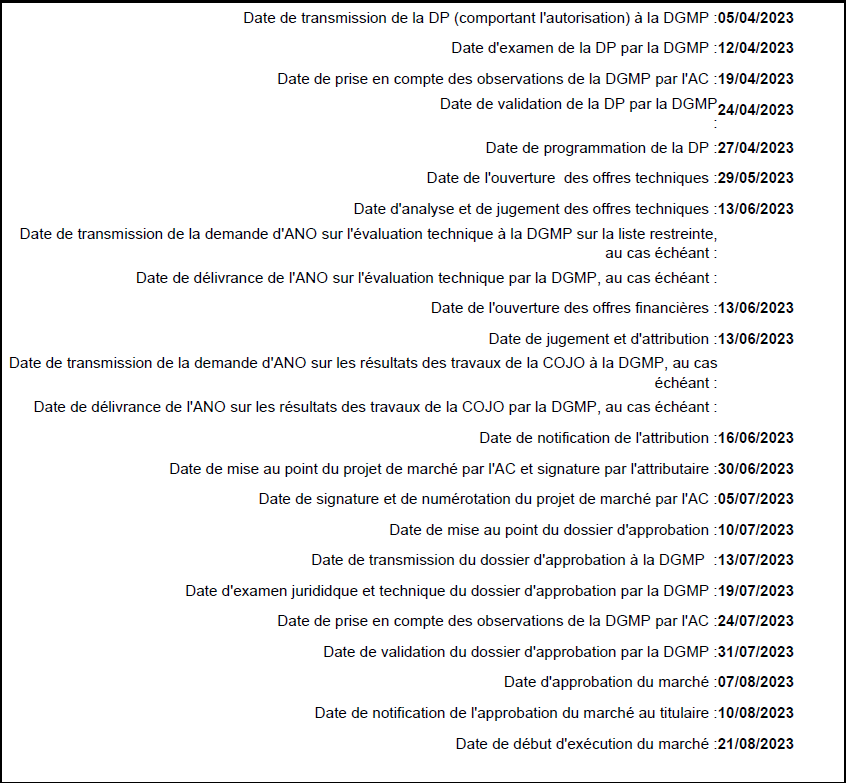 Date de transmission de la DP (comportant l'autorisation) à la DGMP :05/04/2023
Date d'examen de la DP par la DGMP :12/04/2023
Date de prise en compte des observations de la DGMP par l'AC :19/04/2023
Date de validation de la DP par la DGMP 24/04/2023
:
Date de programmation de la DP :27/04/2023
Date de l'ouverture des offres techniques :29/05/2023
Date d'analyse et de jugement des offres techniques :13/06/2023
Date de transmission de la demande d'ANO sur l'évaluation technique à la DGMP sur la liste restreinte,
au cas échéant :
Date de délivrance de l'ANO sur l'évaluation technique par la DGMP, au cas échéant :
Date de l'ouverture des offres financières :13/06/2023
Date de jugement et d'attribution :13/06/2023
Date de transmission de la demande d'ANO sur les résultats des travaux de la COJO à la DGMP, au cas
échéant :
Date de délivrance de l'ANO sur les résultats des travaux de la COJO par la DGMP, au cas échéant :
Date de notification de l'attribution :16/06/2023
Date de mise au point du projet de marché par l'AC et signature par l'attributaire :30/06/2023
Date de signature et de numérotation du projet de marché par l'AC :05/07/2023
Date de mise au point du dossier d'approbation :10/07/2023
Date de transmission du dossier d'approbation à la DGMP :13/07/2023
Date d'examen jurididque et technique du dossier d'approbation par la DGMP :19/07/2023
Date de prise en compte des observations de la DGMP par l'AC :24/07/2023
Date de validation du dossier d'approbation par la DGMP :31/07/2023
Date d'approbation du marché :07/08/2023
Date de notification de l'approbation du marché au titulaire :10/08/2023
Date de début d'exécution du marché :21/08/2023